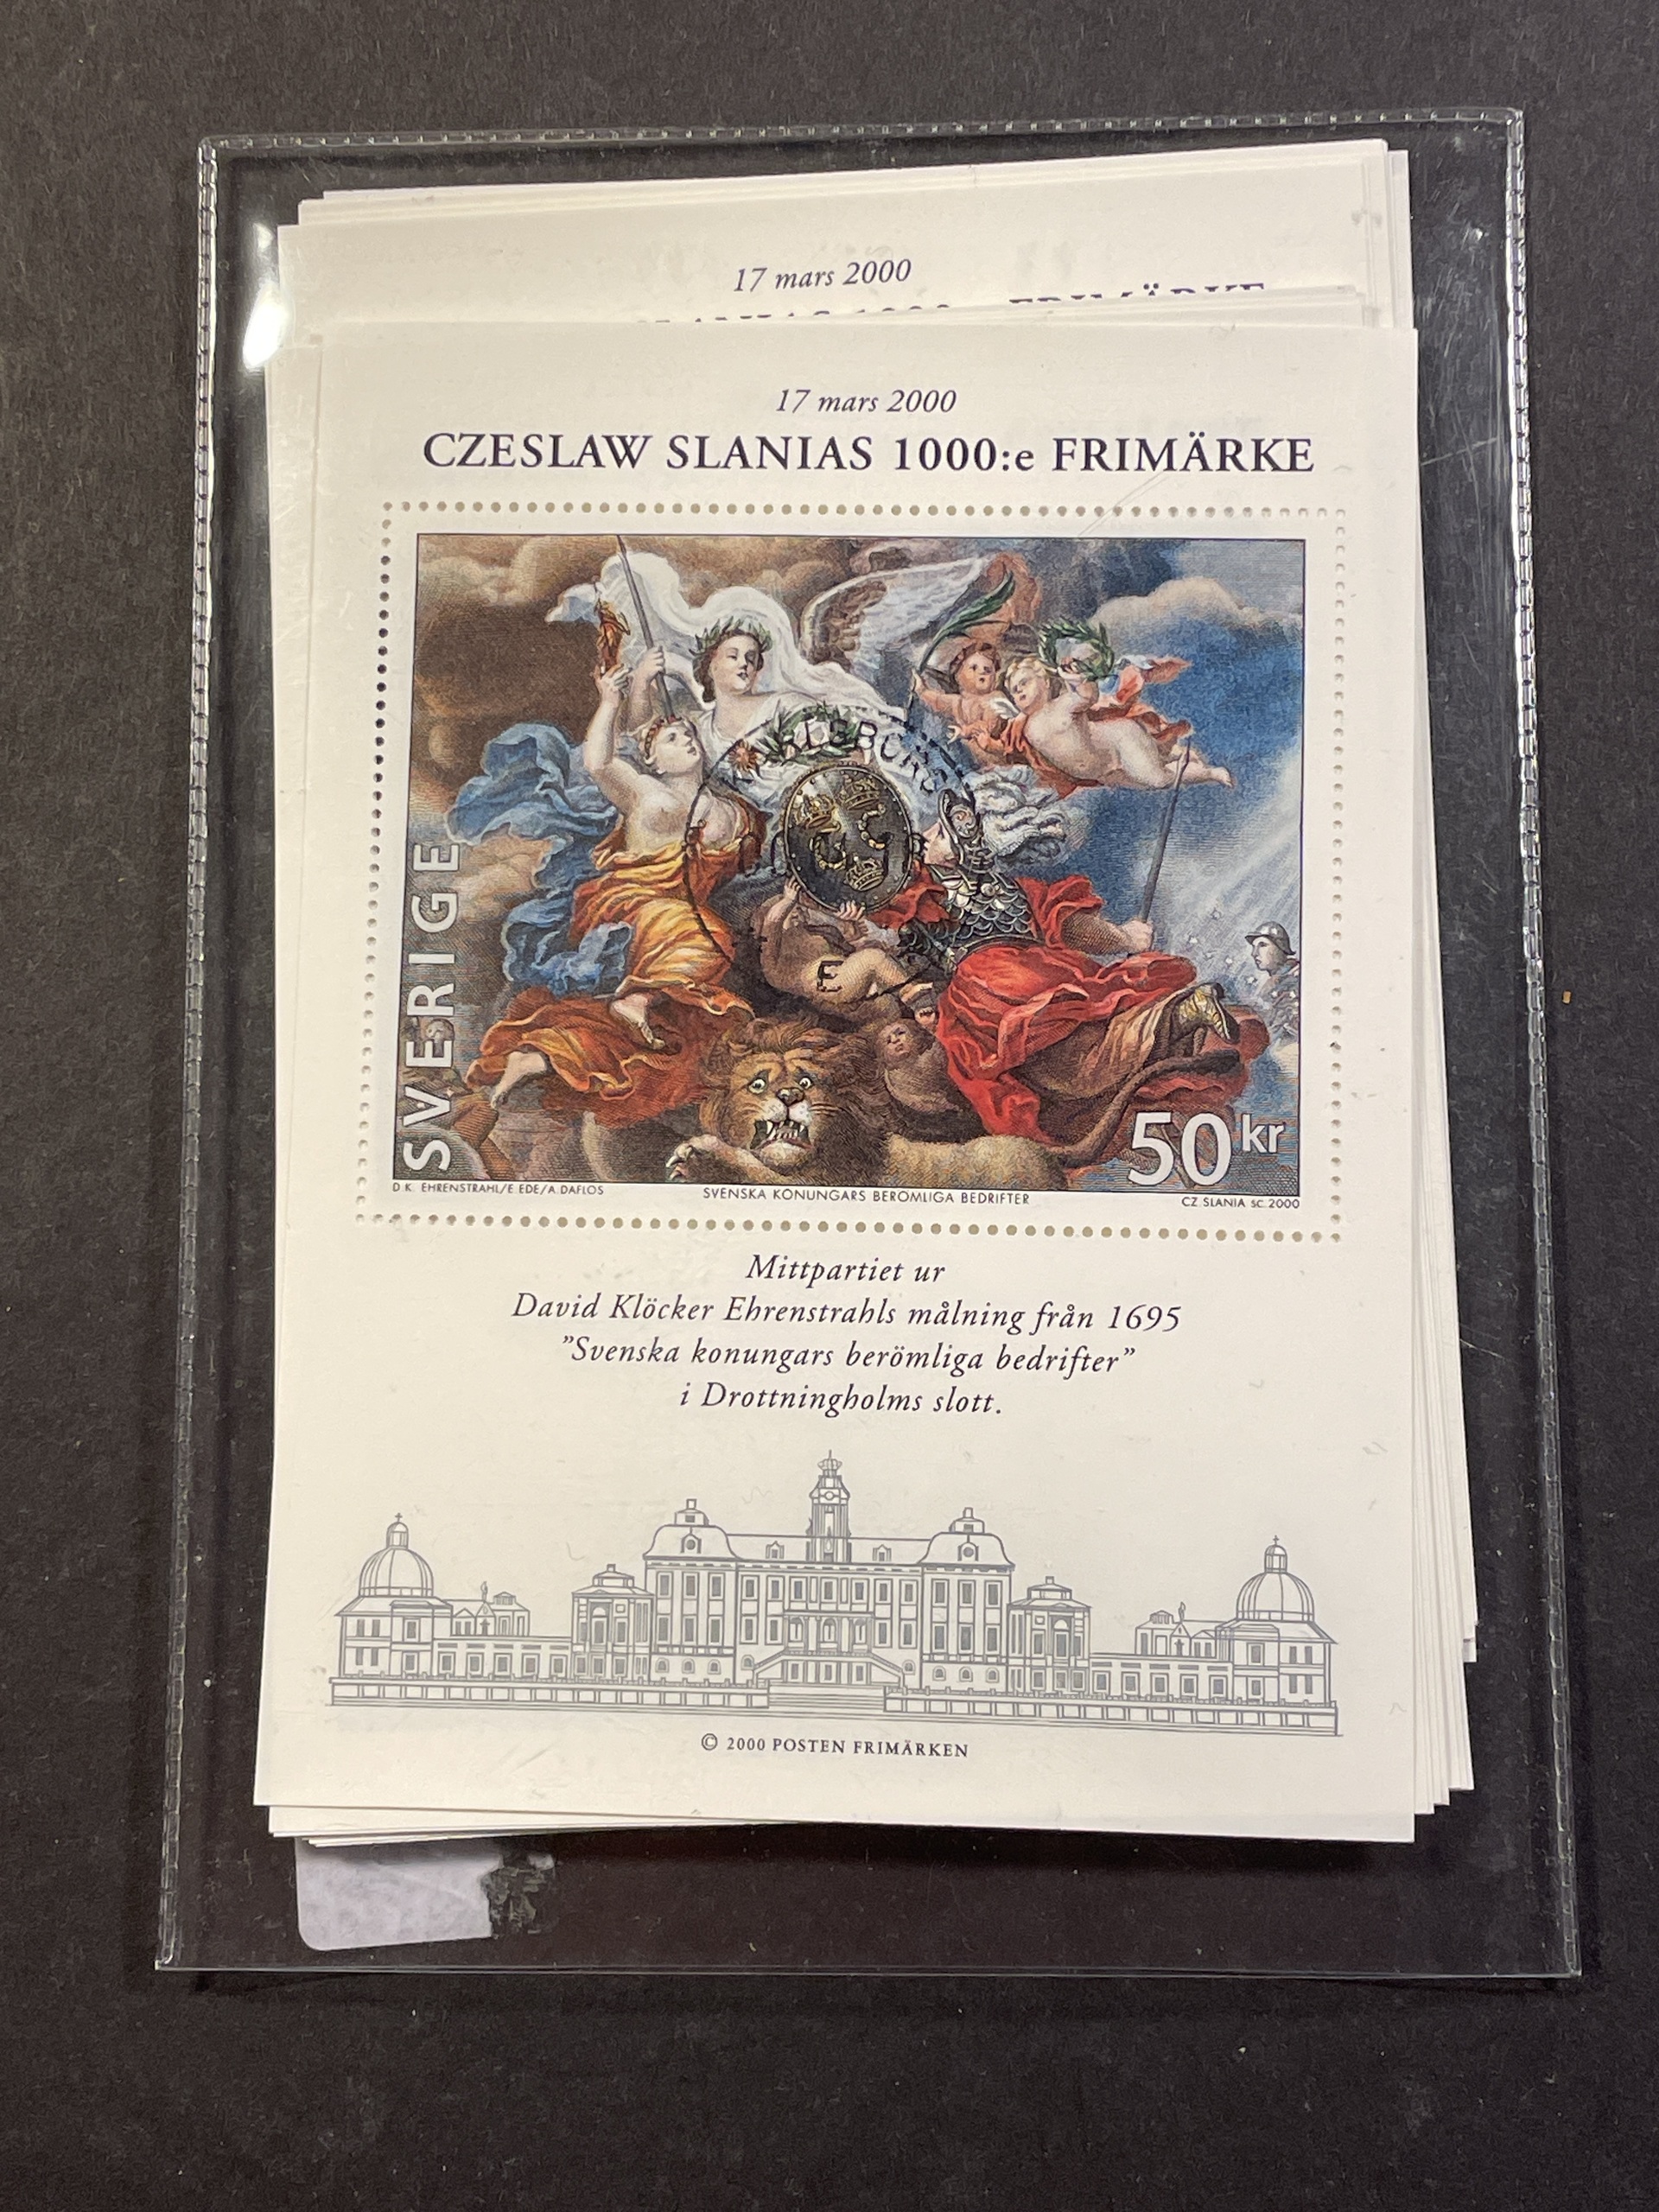 17 mars 2000
17 mars 2000
CZESLAW SLANIAS 1000:e FRIMÄRKE
SVERIGE
50 kr
D.K. EHRENSTRAHL/E.EDE/A.DAFLOS
SVENSKA KONUNGARS BERÖMLIGA BEDRIFTER
CZ.SLANIA SC.2000
Mittpartiet ur
David Klöcker Ehrenstrahls målning från 1695
”Svenska konungars berömliga bedrifter”
i Drottningholms slott.
© 2000 POSTEN FRIMÄRKEN